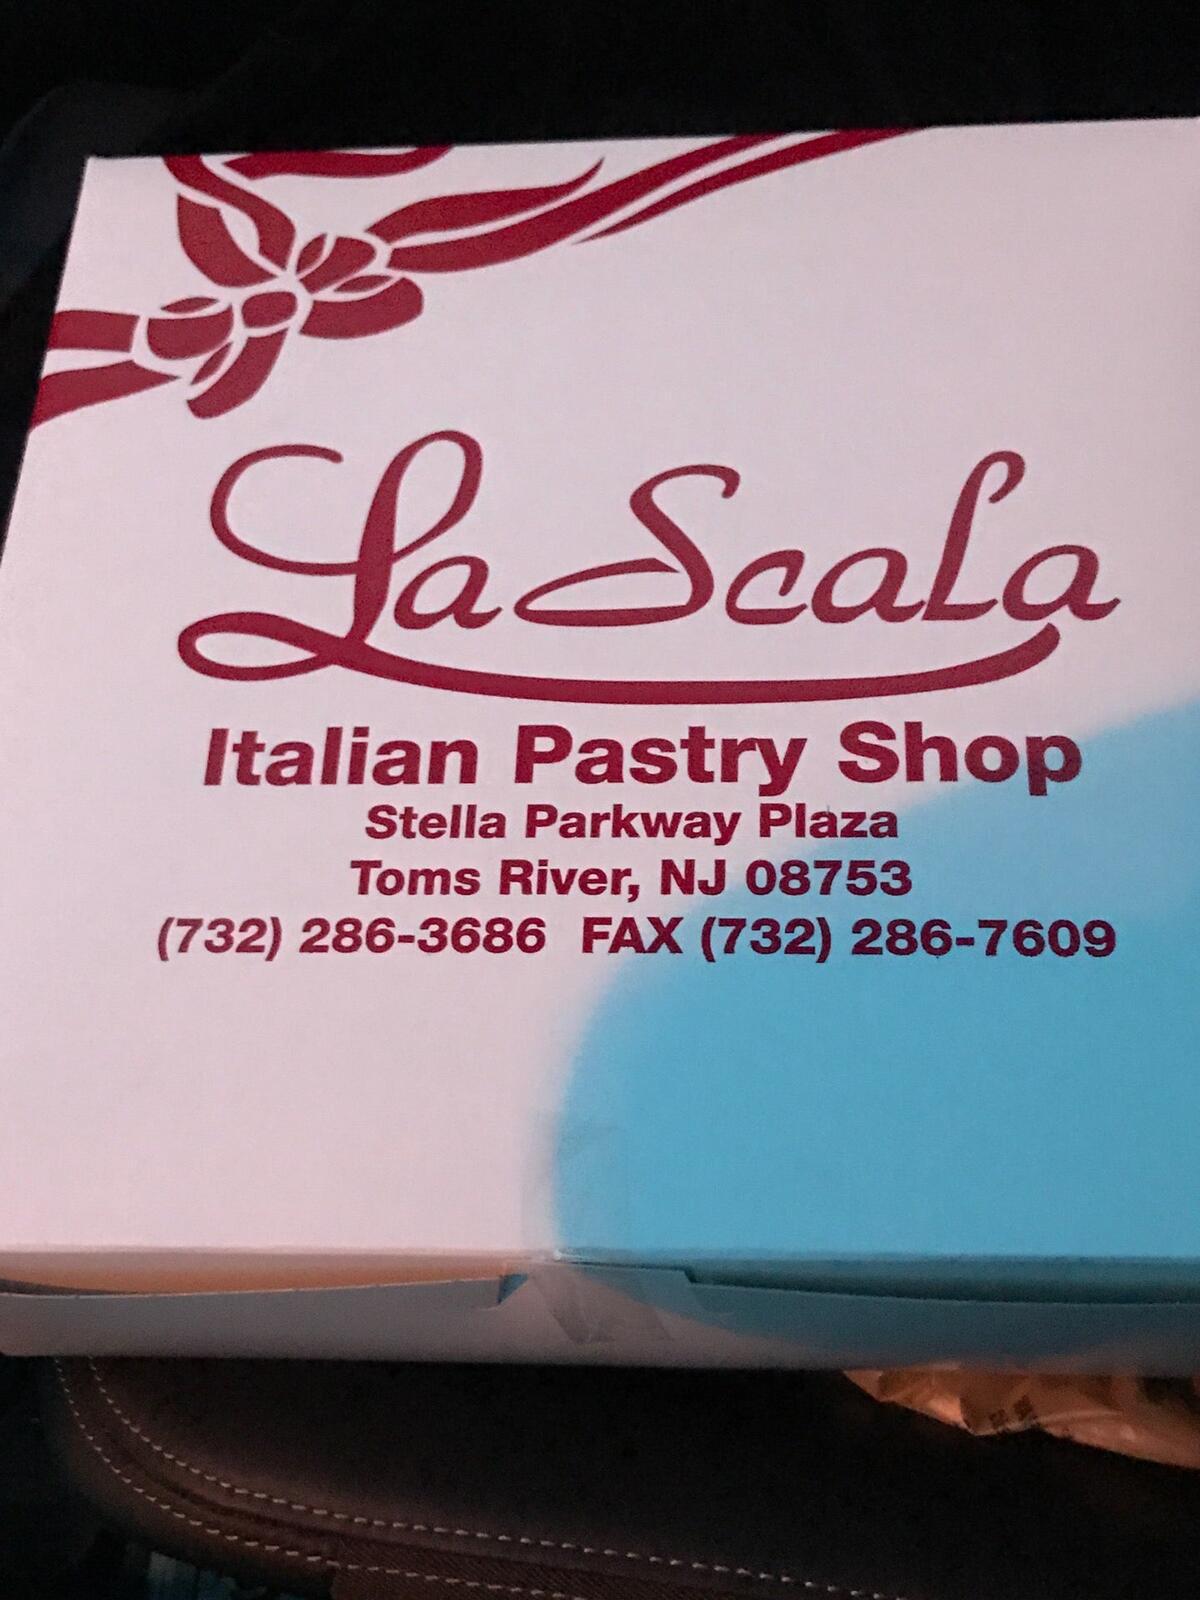 La Scala
Italian Pastry Shop
Stella Parkway Plaza
Toms River, NJ 08753
(732) 286-3686 FAX (732) 286-7609